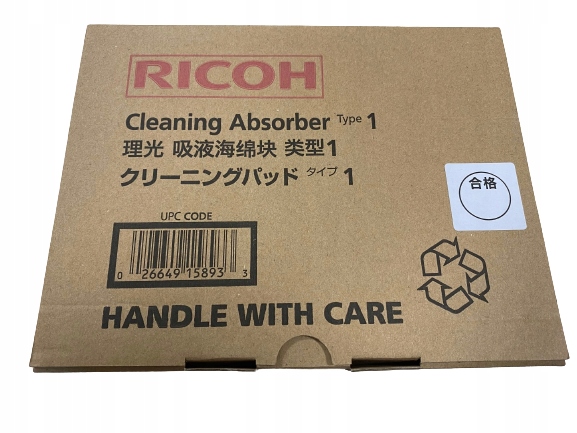 RICOH
Cleaning Absorber Type 1
理光 吸液海绵块 类型1
クリーニングパッド タイプ 1
合格
UPC CODE
0 26649 15893 3
HANDLE WITH CARE